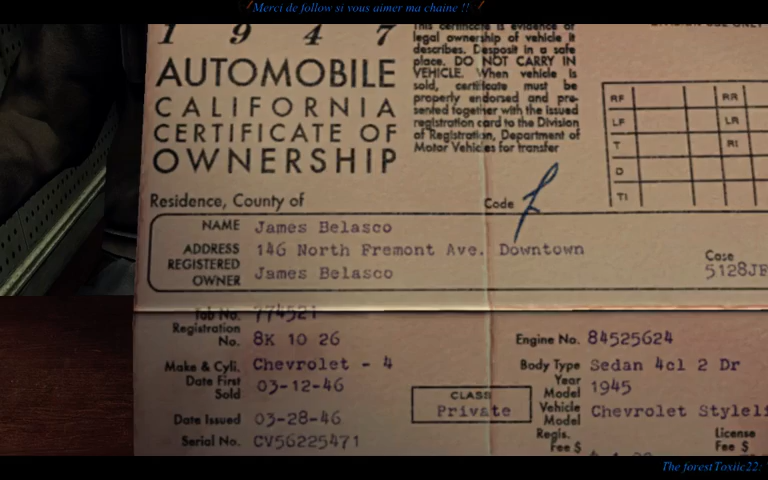 Merci de follow si vous aimer ma chaine !!
1 9 4 7
AUTOMOBILE
CALIFORNIA
CERTIFICATE OF
OWNERSHIP
This certificate is evidence of
legal ownership of vehicle it
describes. Deposit in a safe
place. DO NOT CARRY IN
VEHICLE. When vehicle is
sold, certificate must be
properly endorsed and pre-
sented together with the issued
registration card to the Division
of Registration, Department of
Motor Vehicles for transfer
RF RR
LF LR
T RI
D
TI
Residence, County of Code
NAME James Belasco
ADDRESS 146 North Fremont Ave. Downtown
REGISTERED OWNER James Belasco
Case
5128JF
Tab No. 774521
Registration No. 8K 10 26
Engine No. 84525624
Make & Cyli. Chevrolet - 4
Body Type Sedan 4cl 2 Dr
Date First Sold 03-12-46
Year Model 1945
CLASS
Private
Vehicle Model Chevrolet Styleli
Date Issued 03-28-46
Serial No. CV56225471
Regis. Fee $
License Fee $
The forestToxiic22: